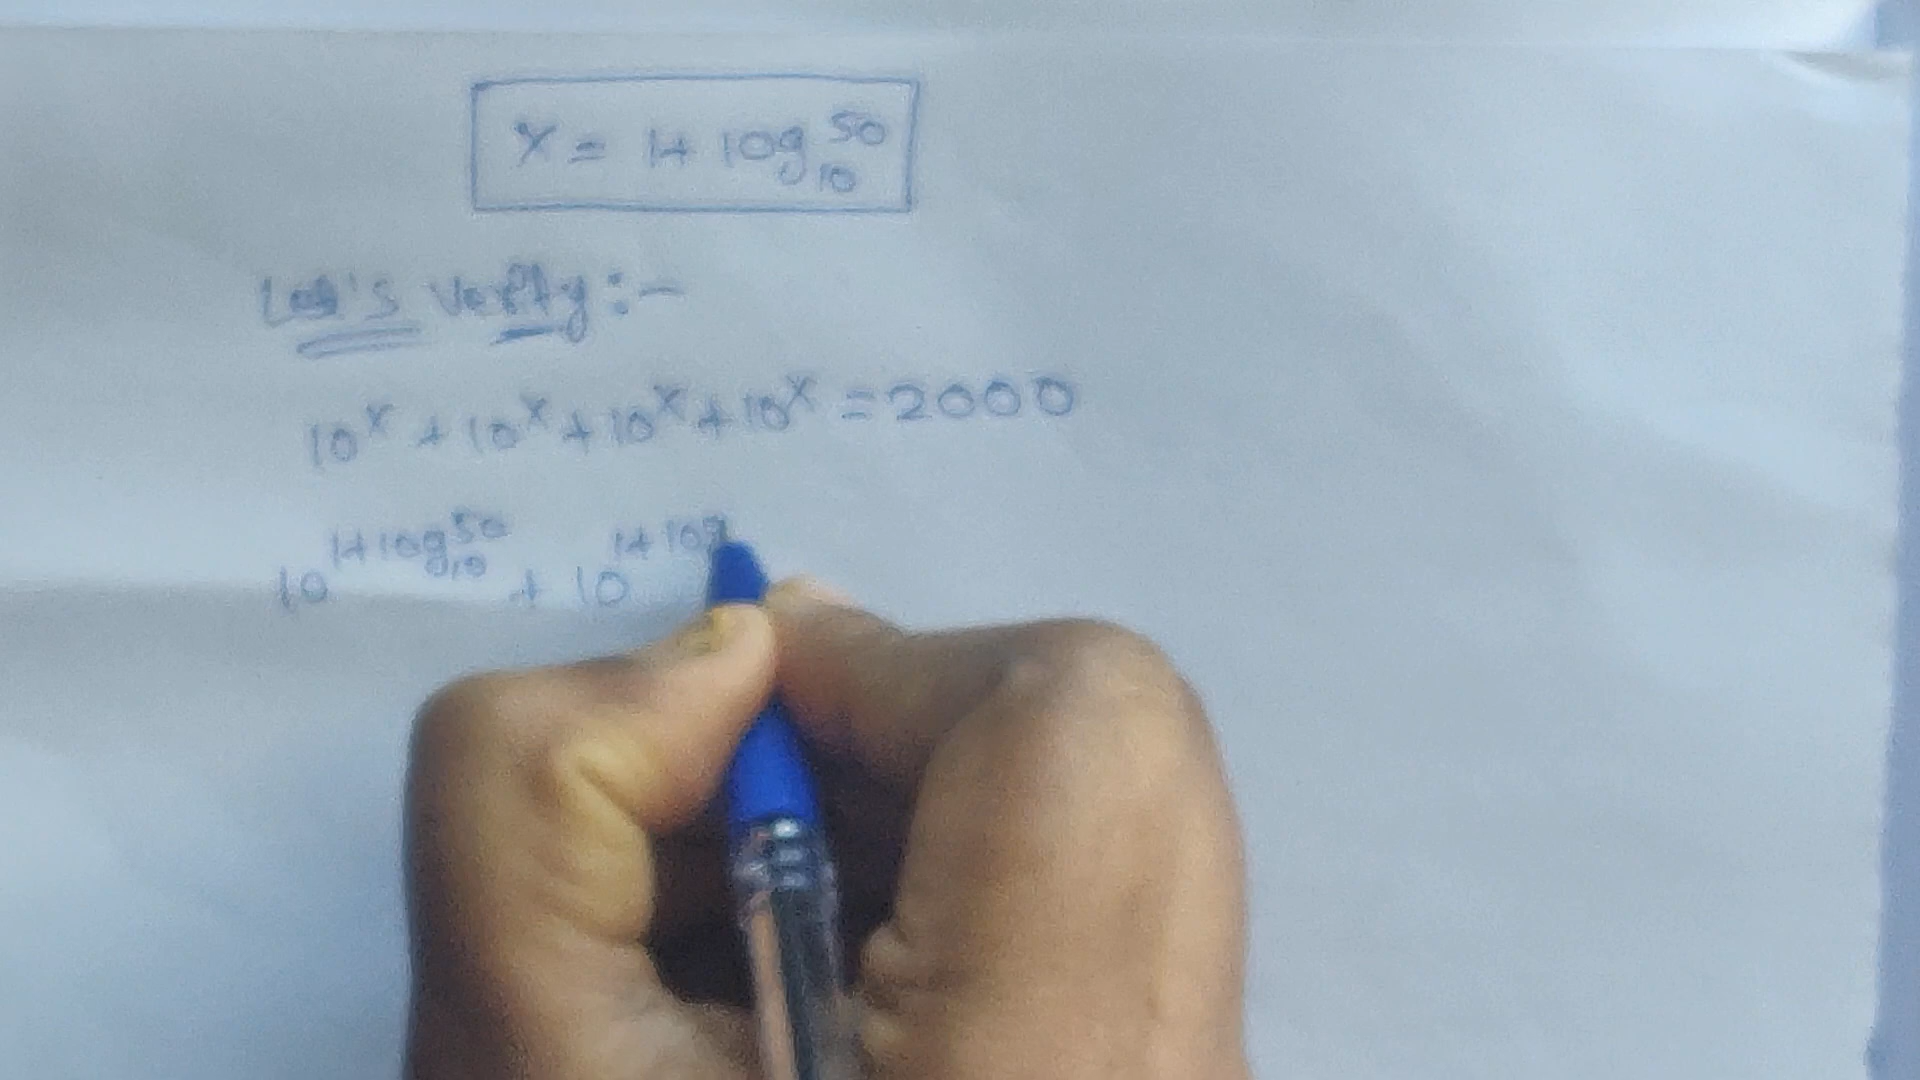 x = 1 + log₁₀⁵⁰
Let's verify:-
10ˣ + 10ˣ + 10ˣ + 10ˣ = 2000
10^(1+log₁₀⁵⁰) + 10^(1+log